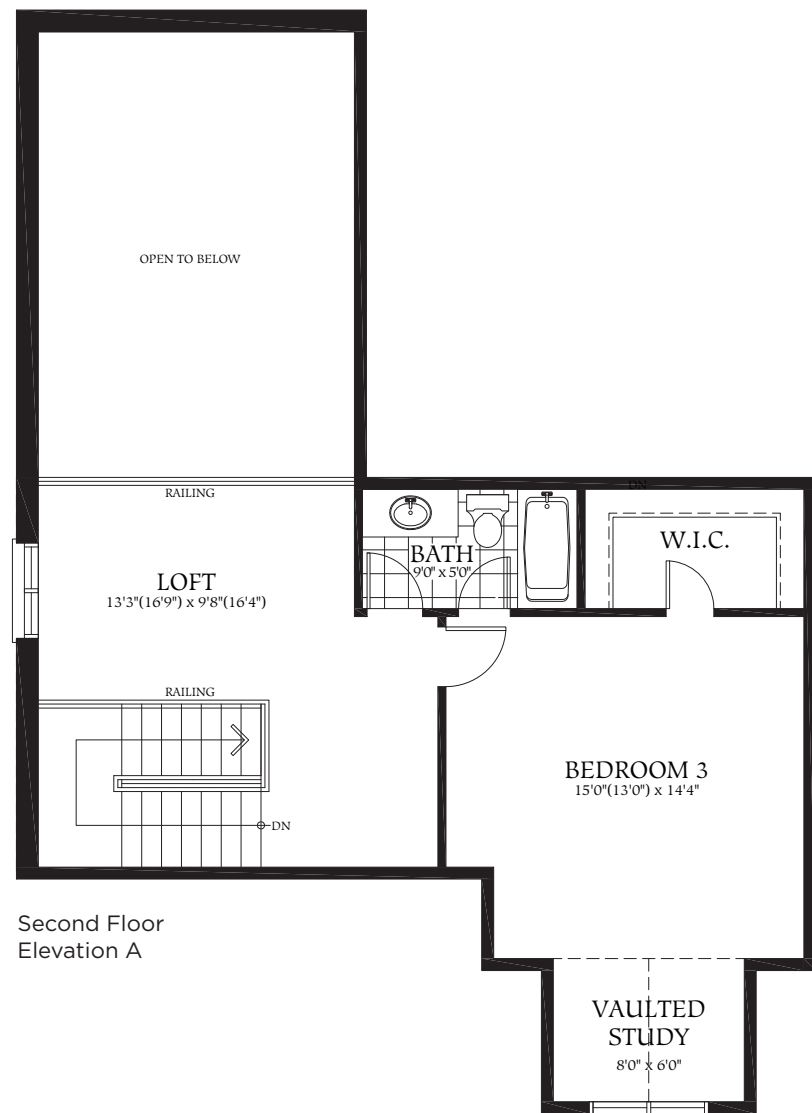 OPEN TO BELOW
RAILING
DN
BATH
9'0" x 5'0"
W.I.C.
LOFT
13'3"(16'9") x 9'8"(16'4")
RAILING
BEDROOM 3
15'0"(13'0") x 14'4"
DN
Second Floor
Elevation A
VAULTED
STUDY
8'0" x 6'0"